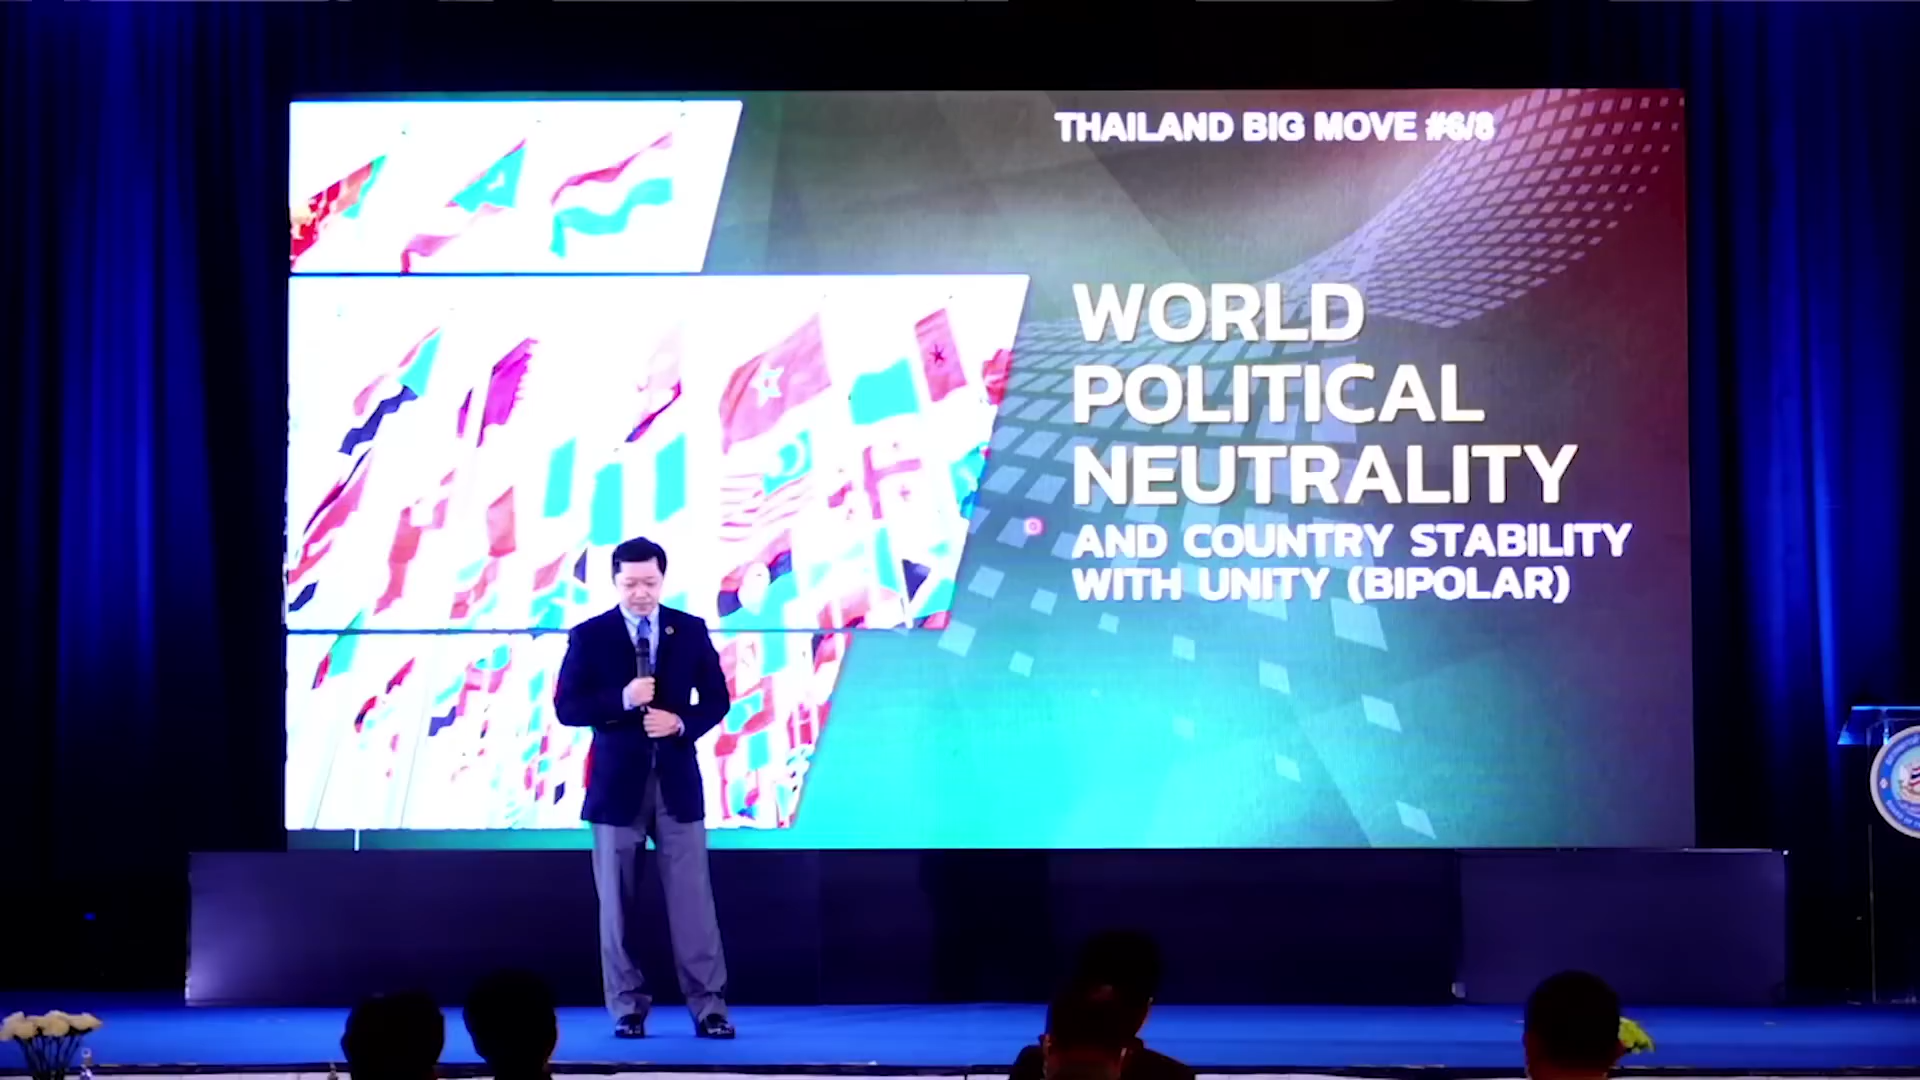 THAILAND BIG MOVE #6/8
WORLD
POLITICAL
NEUTRALITY
AND COUNTRY STABILITY
WITH UNITY (BIPOLAR)